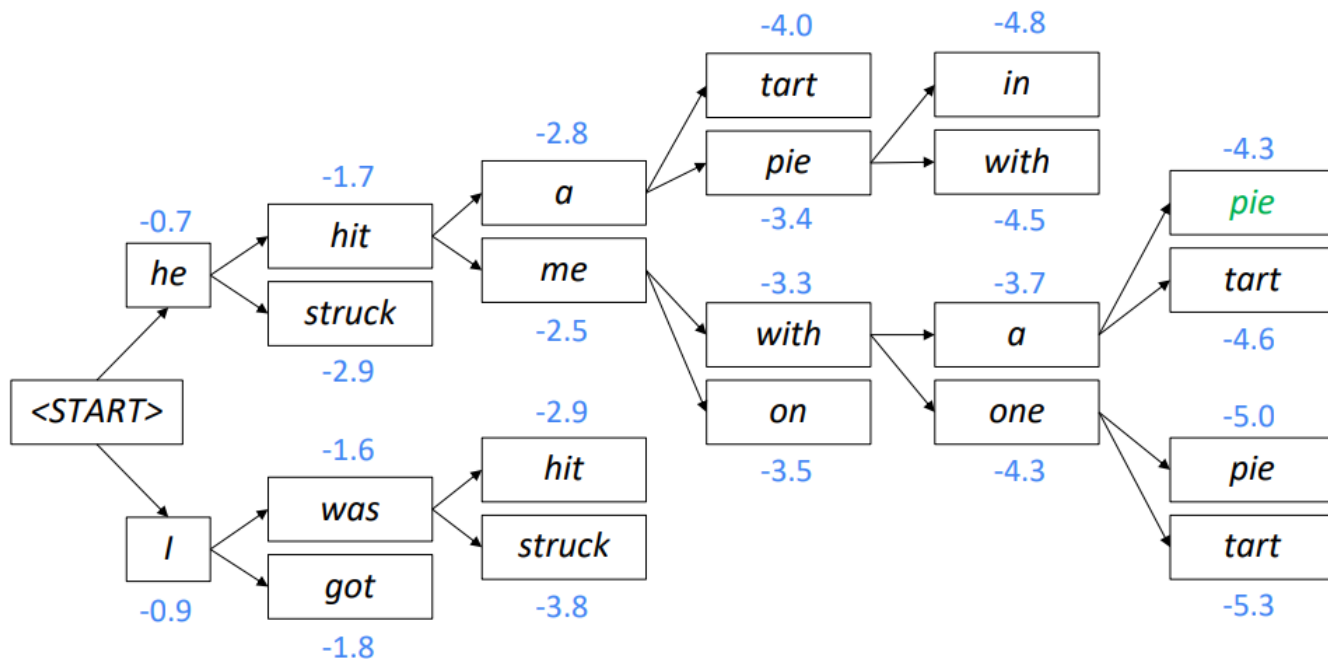 -4.0
-4.8
tart
in
-2.8
-4.3
-1.7
a
pie
with
pie
-0.7
hit
-3.4
-4.5
he
me
-3.3
-3.7
tart
struck
-2.5
with
a
-4.6
-2.9
<START>
-2.9
on
one
-5.0
-1.6
hit
-3.5
-4.3
pie
was
I
struck
tart
got
-0.9
-3.8
-5.3
-1.8